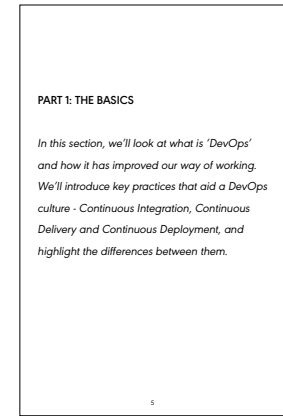 PART 1: THE BASICS
In this section, we'll look at what is 'DevOps'
and how it has improved our way of working.
We'll introduce key practices that aid a DevOps
culture - Continuous Integration, Continuous
Delivery and Continuous Deployment, and
highlight the differences between them.
5